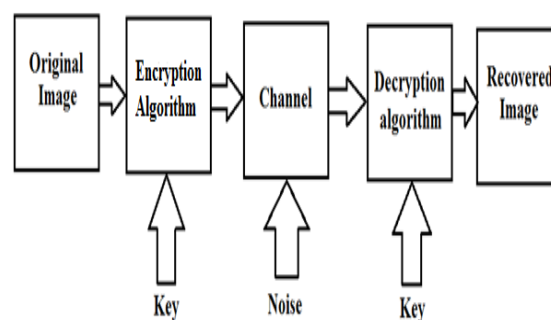 Original
Image
Encryption
Algorithm
Channel
Decryption
algorithm
Recovered
Image
Key
Noise
Key